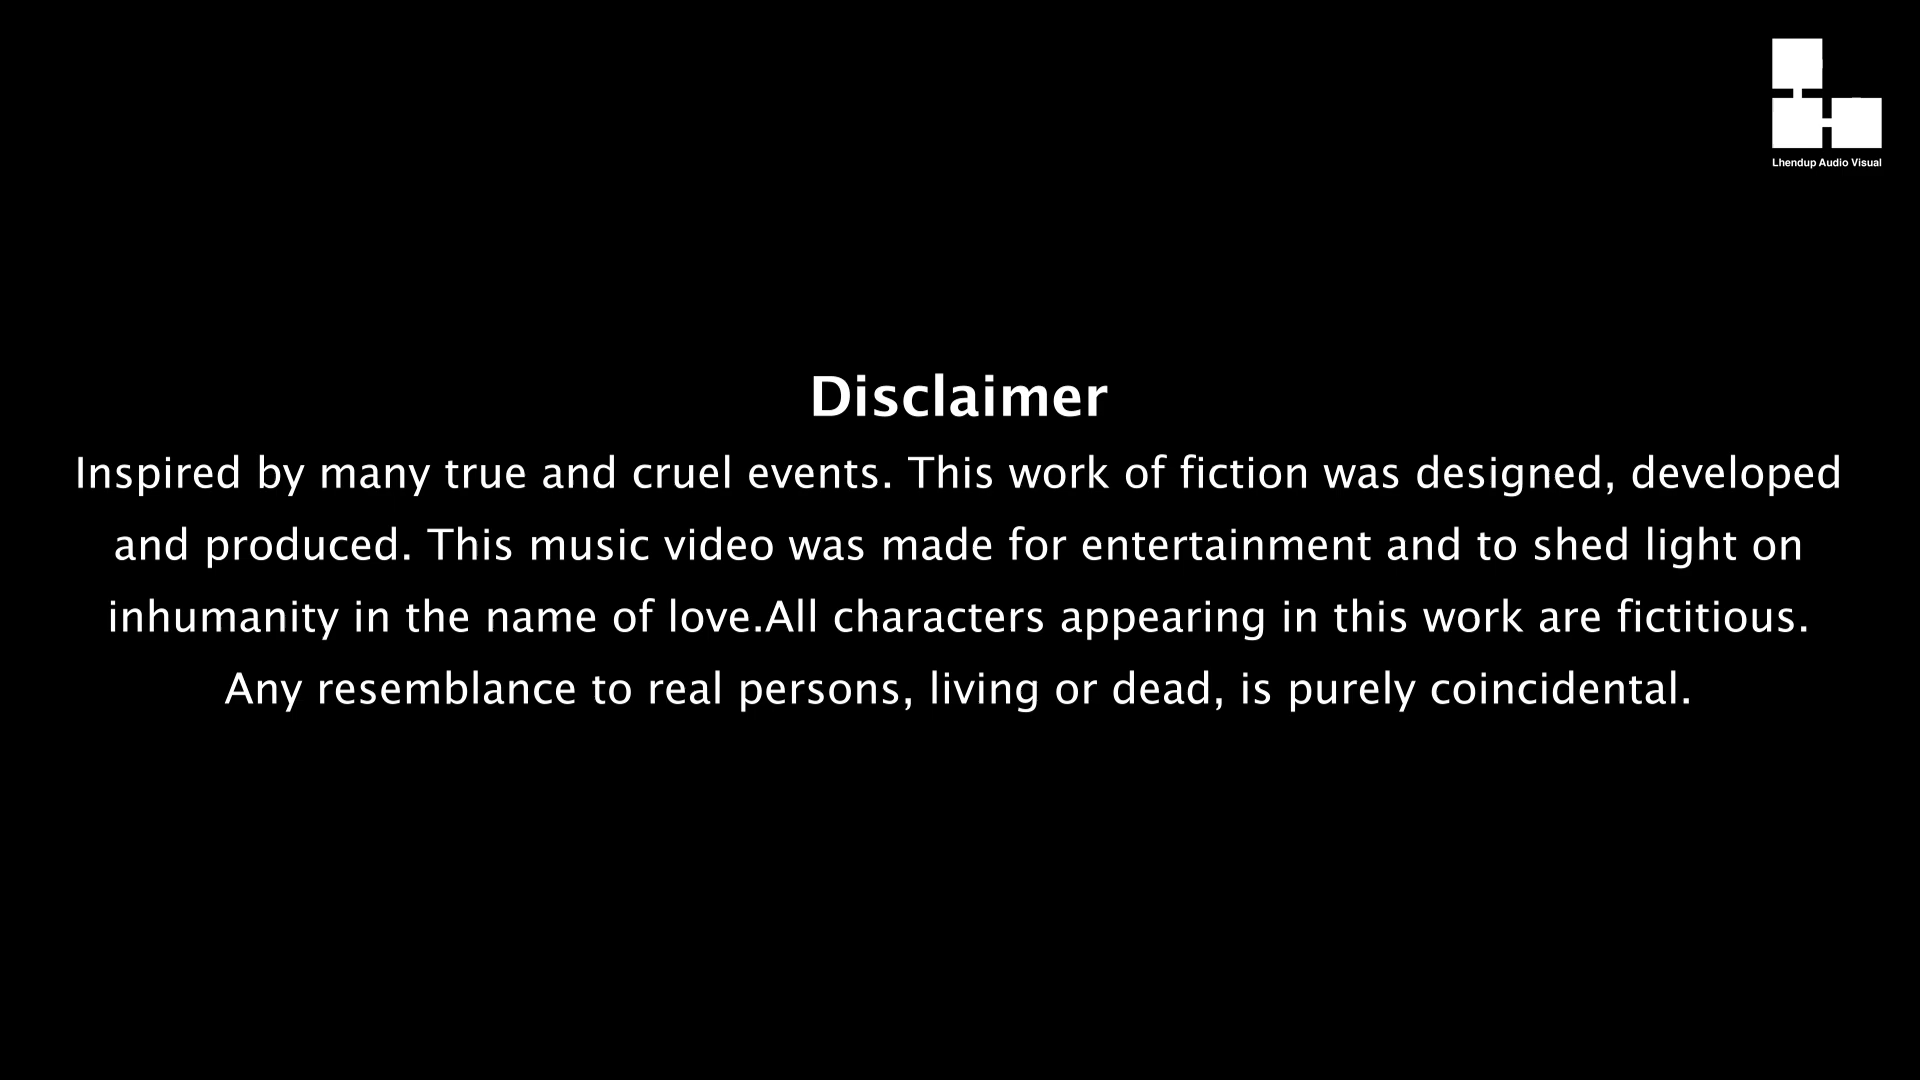 Lhendup Audio Visual
Disclaimer
Inspired by many true and cruel events. This work of fiction was designed, developed
and produced. This music video was made for entertainment and to shed light on
inhumanity in the name of love.All characters appearing in this work are fictitious.
Any resemblance to real persons, living or dead, is purely coincidental.